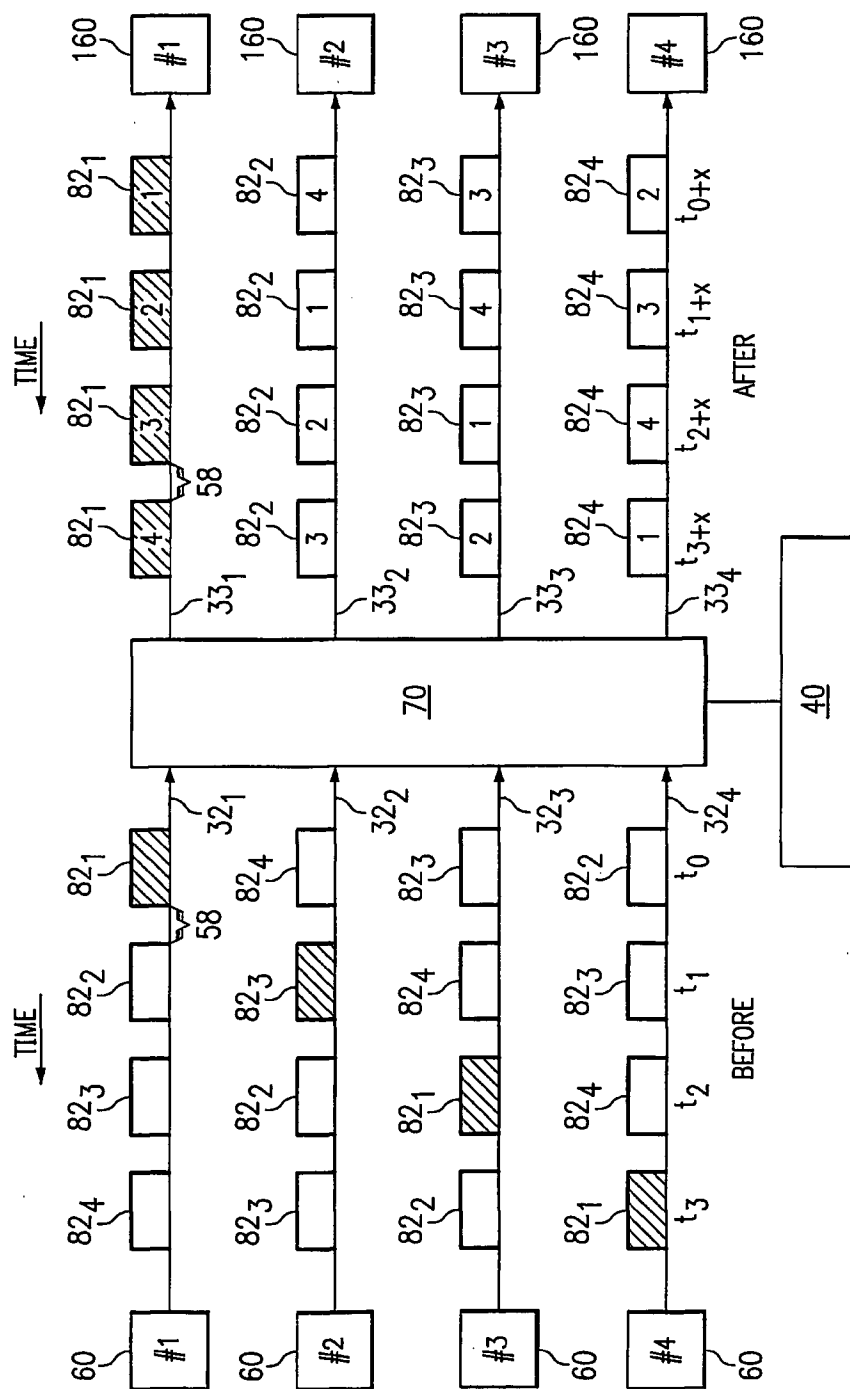 TIME TIME
60 82₄ 82₃ 82₂ 82₁ 82₁ 82₁ 82₁ 82₁ 160
#1 4 3 2 1 #1
58 32₁ 33₁ 58
60 82₃ 82₂ 82₃ 82₄ 82₂ 82₂ 82₂ 82₂ 160
#2 3 2 1 4 #2
32₂ 70 33₂
82₂ 82₁ 82₄ 82₃ 82₃ 82₃ 82₃ 82₃
#3 2 1 4 3 #3
60 32₃ 33₃ 160
82₁ 82₄ 82₃ 82₂ 82₄ 82₄ 82₄ 82₄
#4 1 4 3 2 #4
60 t₃ t₂ t₁ t₀ 32₄ 33₄ t₃₊ₓ t₂₊ₓ t₁₊ₓ t₀₊ₓ 160
BEFORE AFTER
40